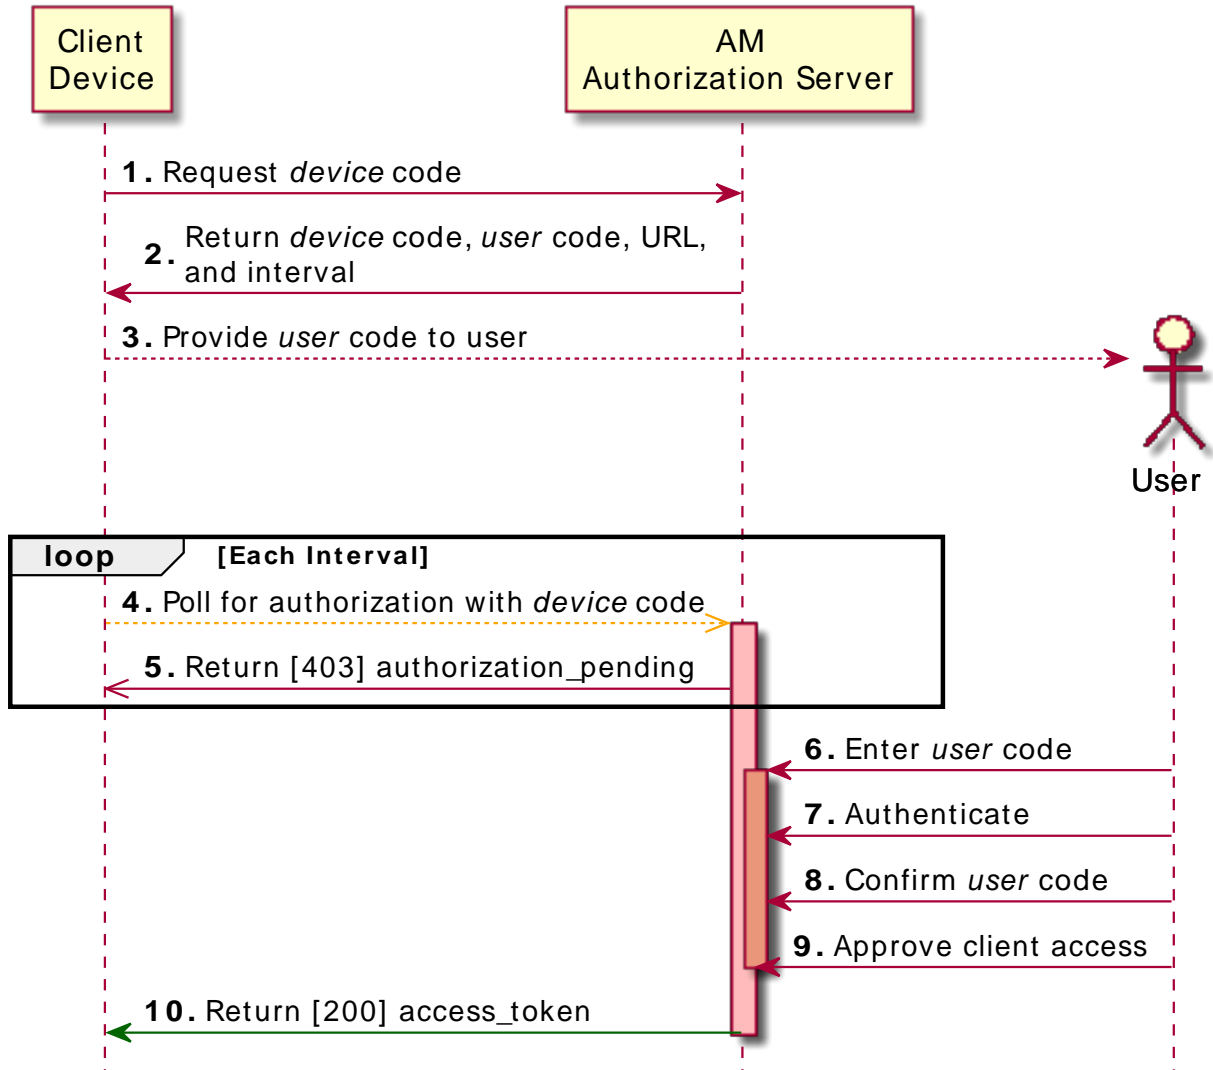 Client
Device
AM
Authorization Server
1. Request device code
2. Return device code, user code, URL,
and interval
3. Provide user code to user
User
loop [Each Interval]
4. Poll for authorization with device code
5. Return [403] authorization_pending
6. Enter user code
7. Authenticate
8. Confirm user code
9. Approve client access
10. Return [200] access_token